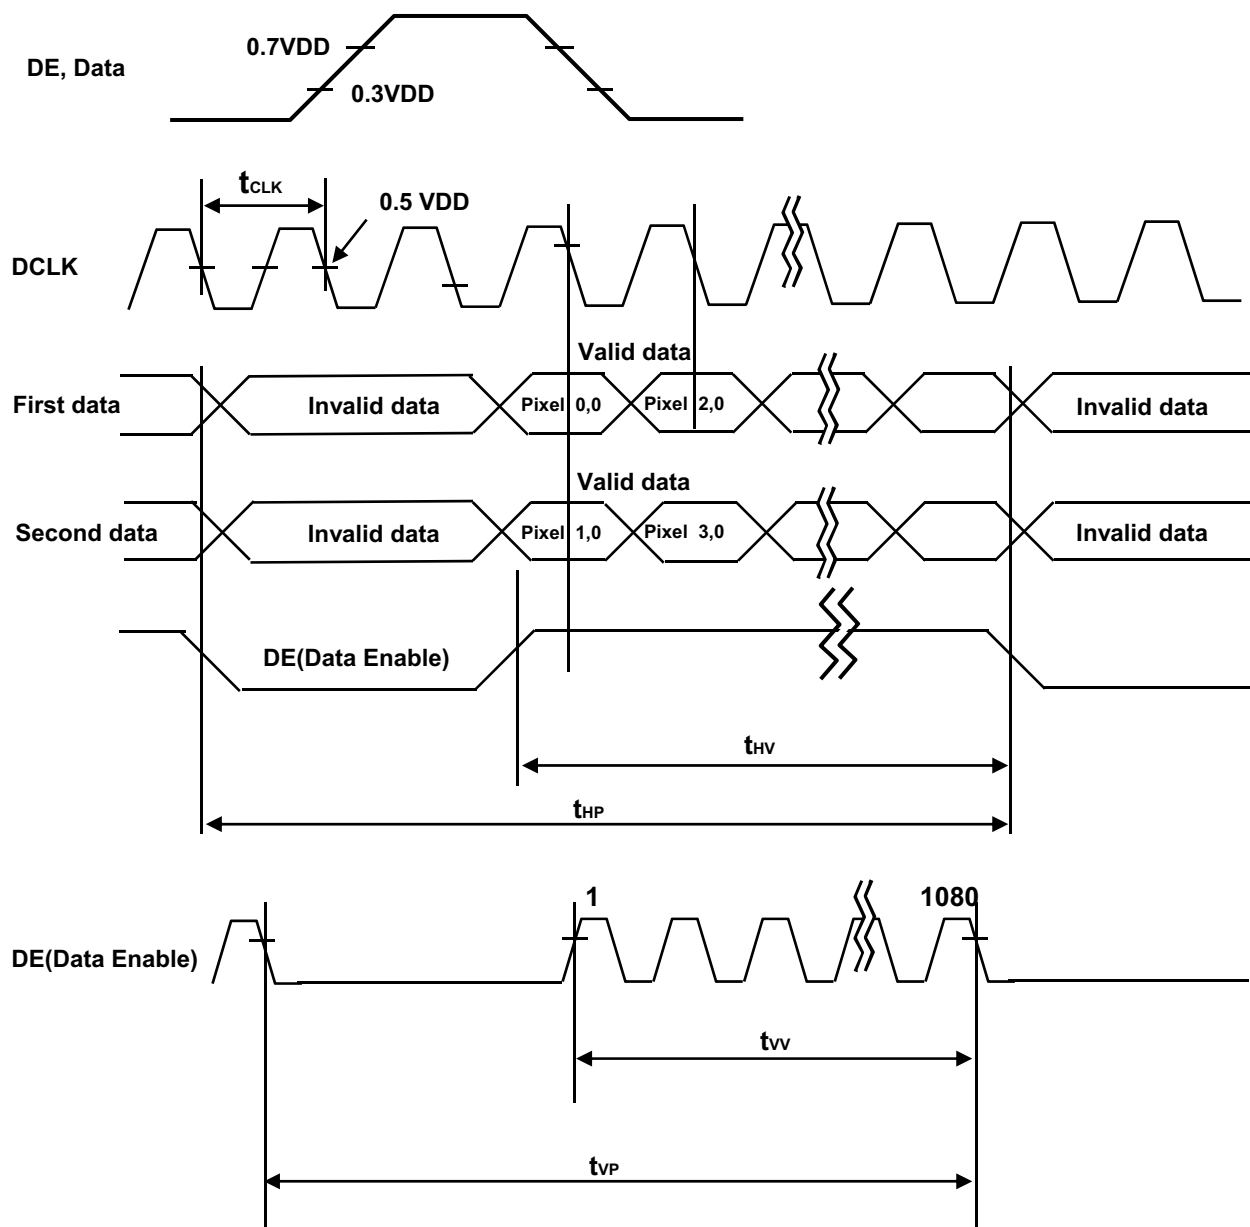 0.7VDD
DE, Data
0.3VDD
tCLK
0.5 VDD
DCLK
Valid data
First data
Invalid data
Pixel 0,0
Pixel 2,0
Invalid data
Valid data
Second data
Invalid data
Pixel 1,0
Pixel 3,0
Invalid data
DE(Data Enable)
tHV
tHP
1
1080
DE(Data Enable)
tVV
tVP